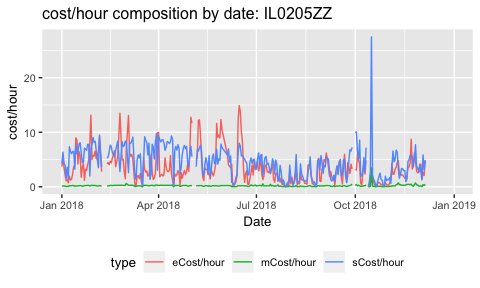 cost/hour composition by date: IL0205ZZ
cost/hour
20
10
0
Jan 2018 Apr 2018 Jul 2018 Oct 2018 Jan 2019
Date
type eCost/hour mCost/hour sCost/hour